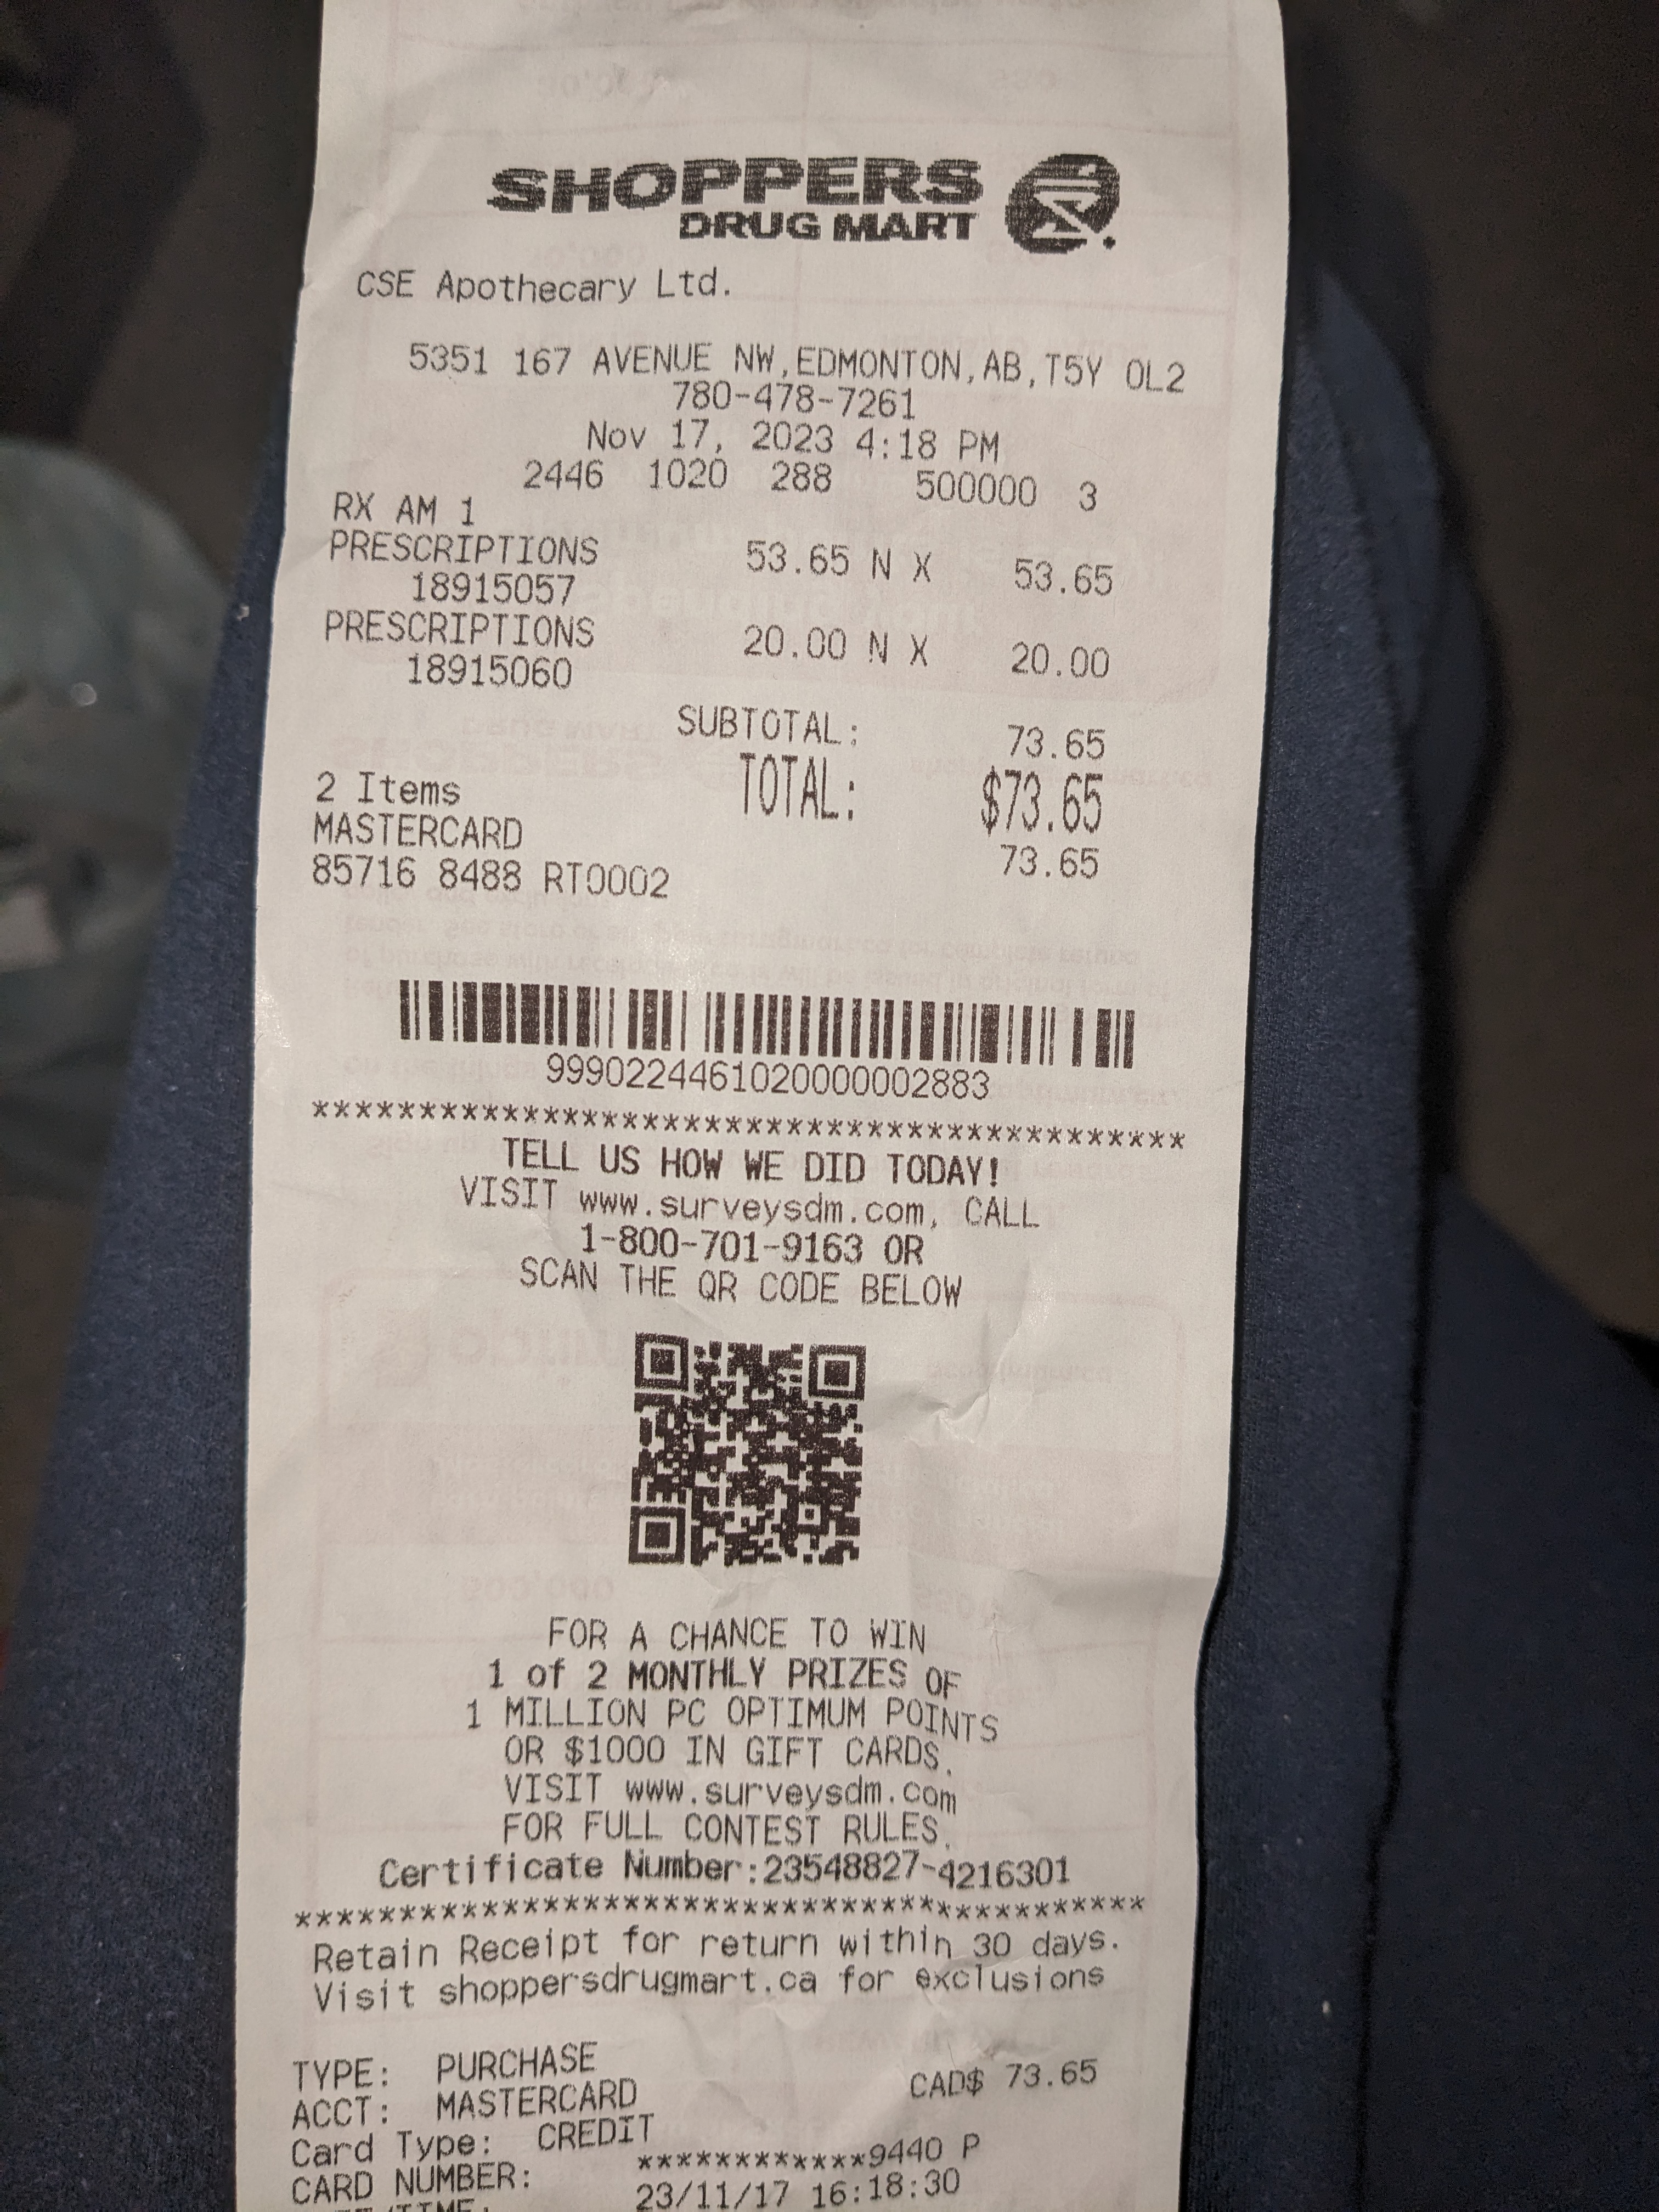 SHOPPERS
DRUG MART
CSE Apothecary Ltd.
5351 167 AVENUE NW,EDMONTON,AB,T5Y 0L2
780-478-7261
Nov 17, 2023 4:18 PM
2446 1020 288 500000 3
RX AM 1
PRESCRIPTIONS 53.65 N X 53.65
18915057
PRESCRIPTIONS 20.00 N X 20.00
18915060
SUBTOTAL: 73.65
TOTAL: $73.65
2 Items
MASTERCARD 73.65
85716 8488 RT0002
9990224461020000002883
******************************************
TELL US HOW WE DID TODAY!
VISIT www.surveysdm.com, CALL
1-800-701-9163 OR
SCAN THE QR CODE BELOW
FOR A CHANCE TO WIN
1 of 2 MONTHLY PRIZES OF
1 MILLION PC OPTIMUM POINTS
OR $1000 IN GIFT CARDS.
VISIT www.surveysdm.com
FOR FULL CONTEST RULES.
Certificate Number:23548827-4216301
******************************************
Retain Receipt for return within 30 days.
Visit shoppersdrugmart.ca for exclusions
TYPE: PURCHASE
ACCT: MASTERCARD CAD$ 73.65
Card Type: CREDIT
CARD NUMBER: ************9440 P
23/11/17 16:18:30